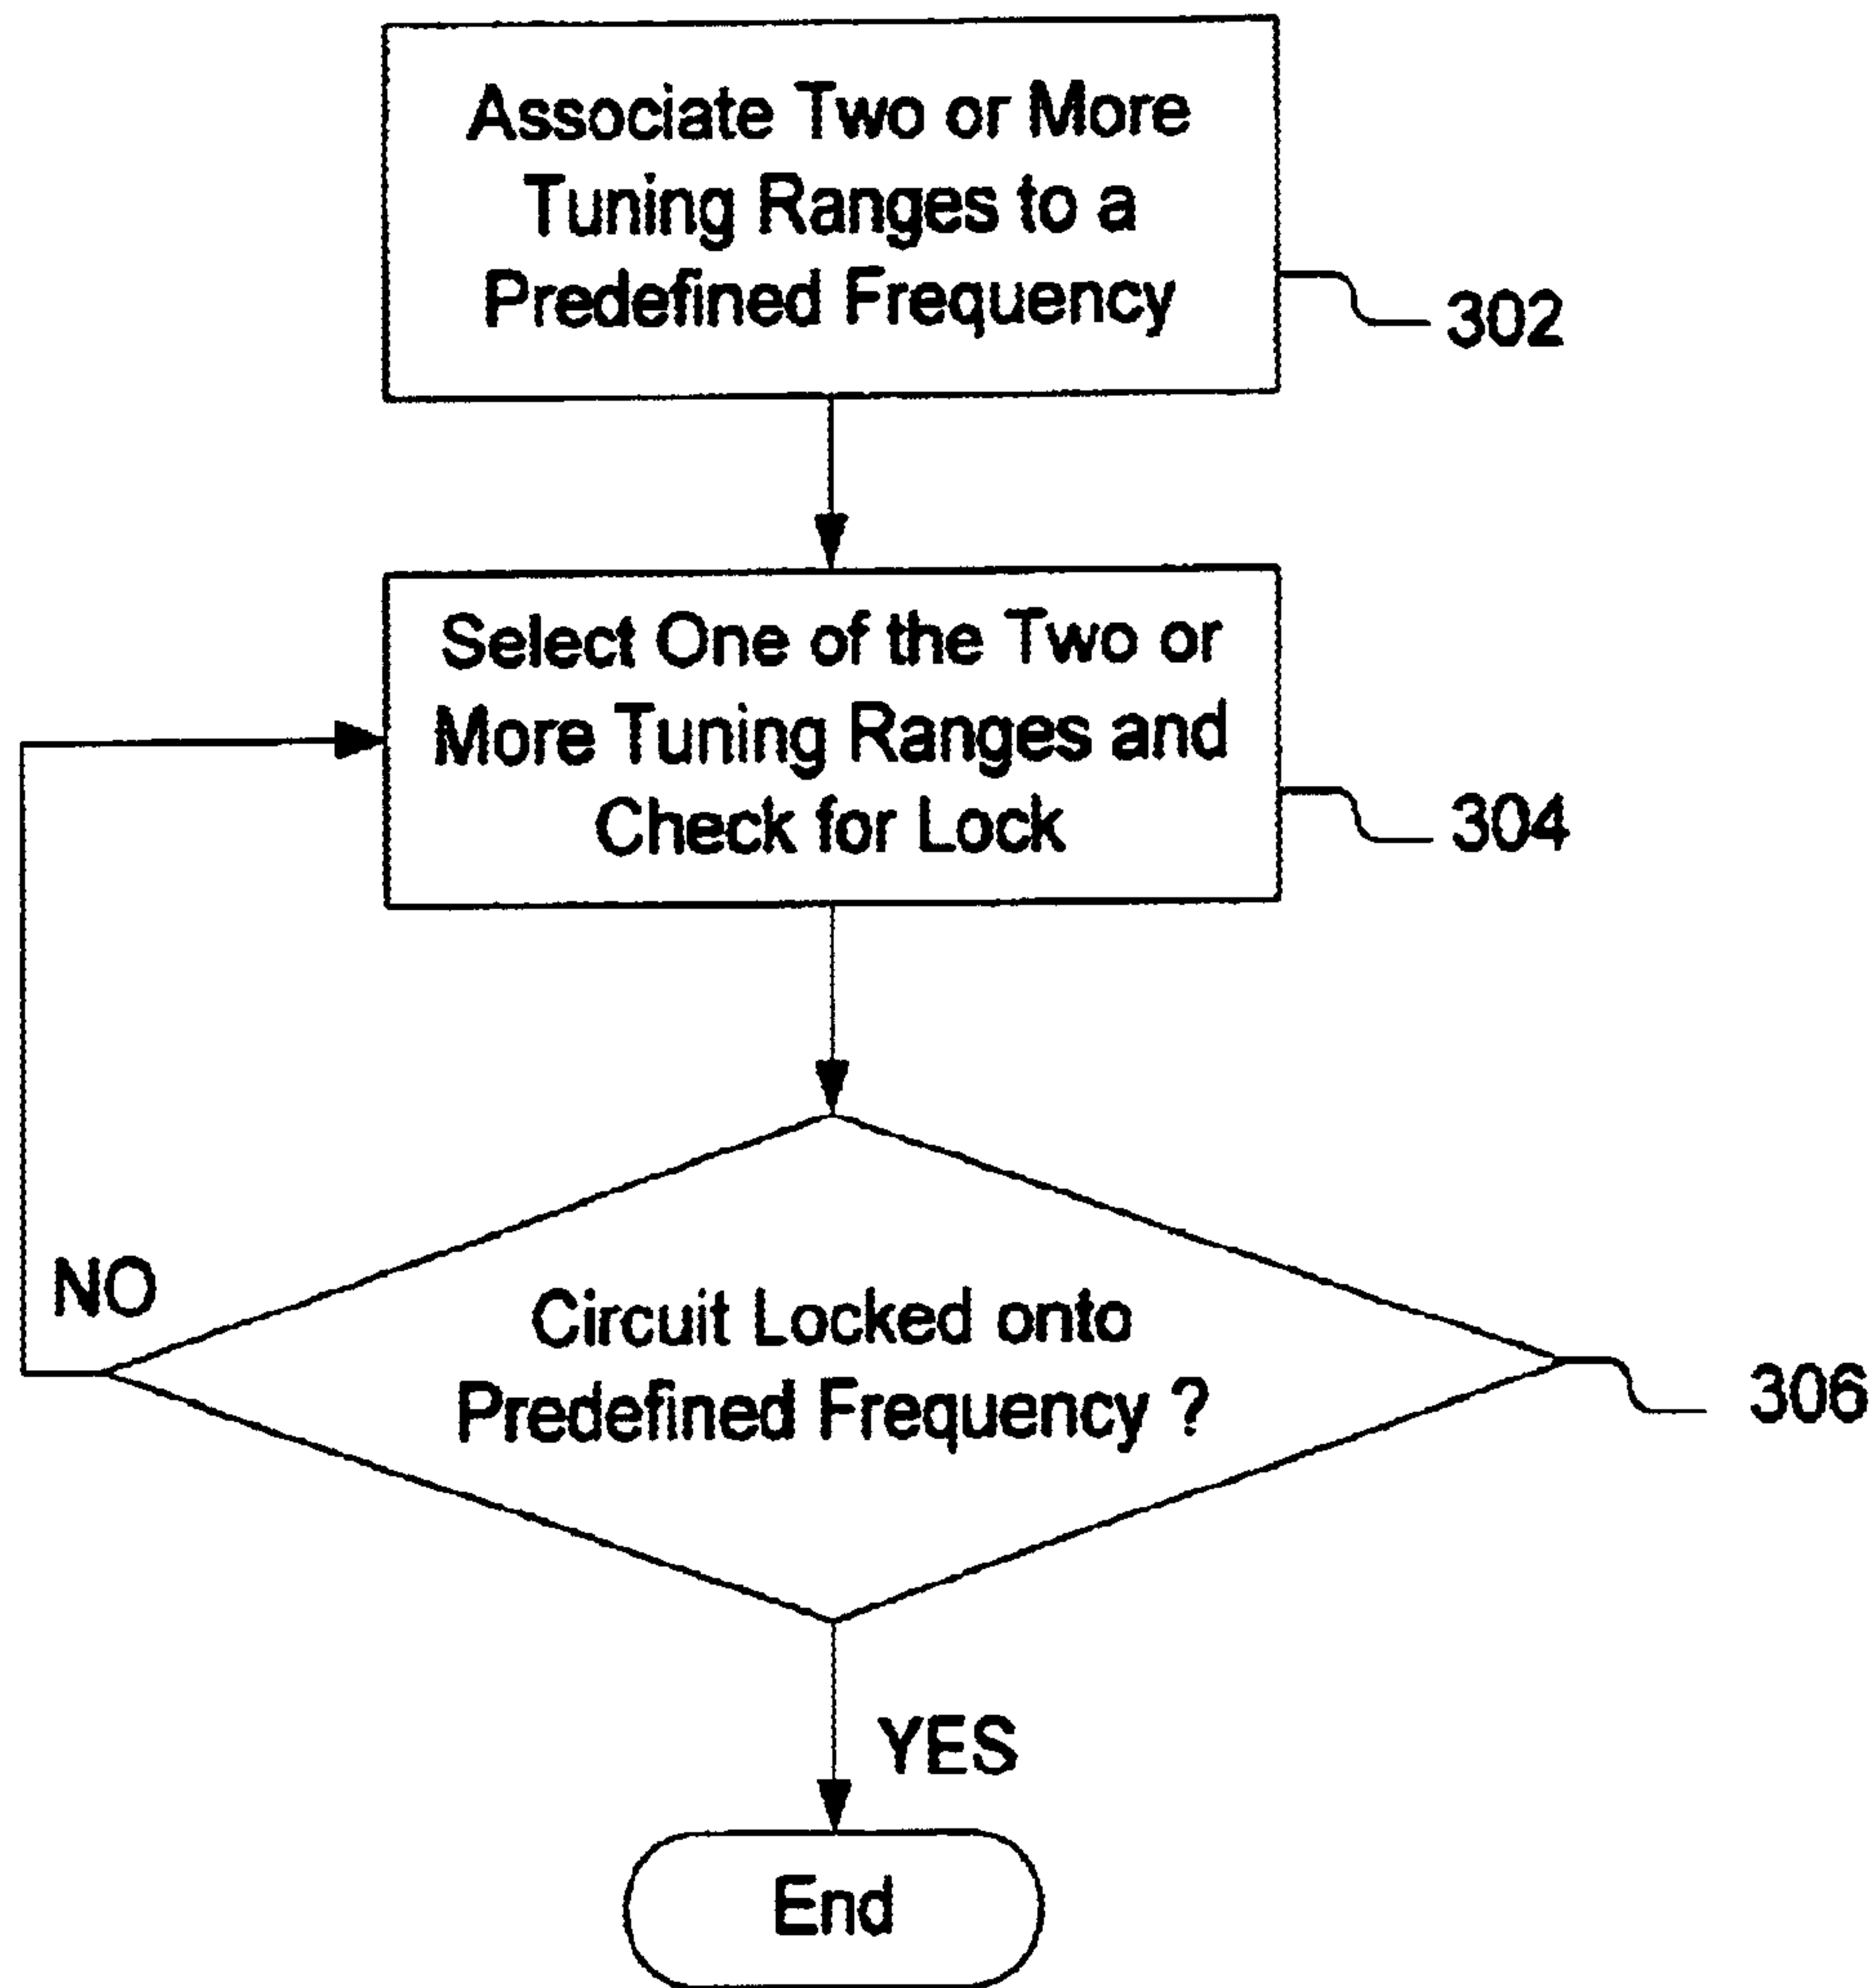 Associate Two or More
Tuning Ranges to a
Predefined Frequency
302
Select One of the Two or
More Tuning Ranges and
Check for Lock
304
NO
Circuit Locked onto
Predefined Frequency ?
306
YES
End